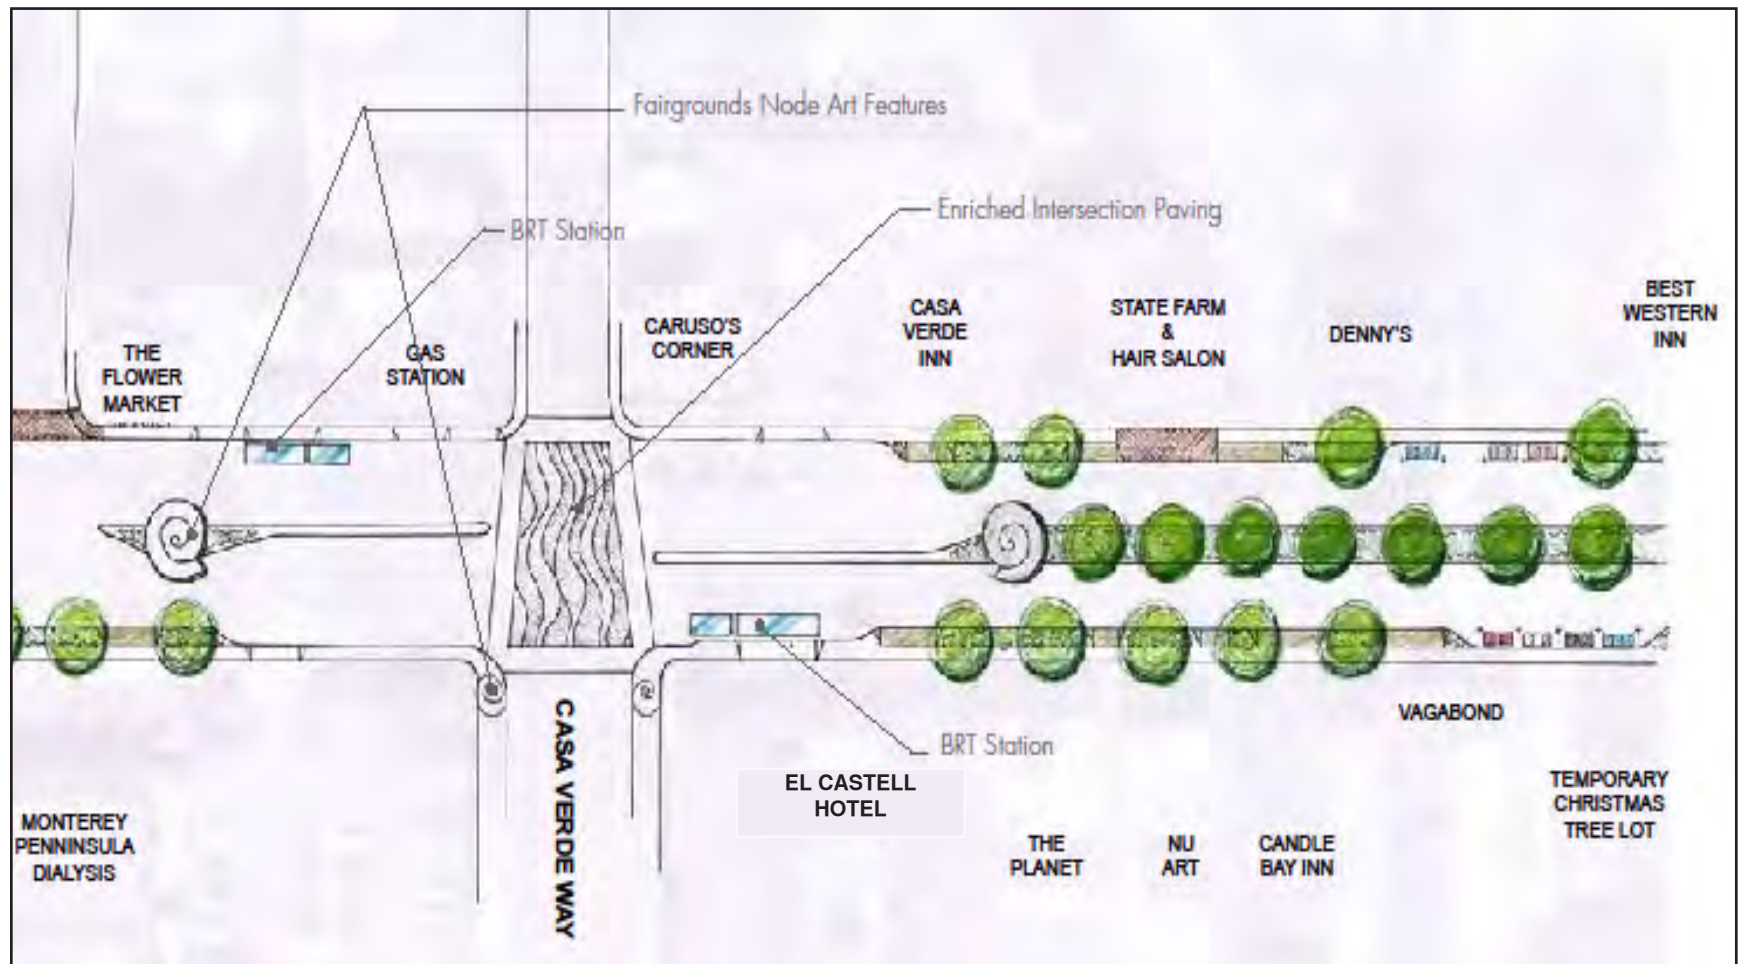 Fairgrounds Node Art Features
Enriched Intersection Paving
BRT Station
BEST
WESTERN
INN
CASA
VERDE
INN
STATE FARM
&
HAIR SALON
DENNY'S
CARUSO'S
CORNER
THE
FLOWER
MARKET
GAS
STATION
CASA VERDE WAY
VAGABOND
BRT Station
EL CASTELL
HOTEL
TEMPORARY
CHRISTMAS
TREE LOT
MONTEREY
PENNINSULA
DIALYSIS
THE
PLANET
NU
ART
CANDLE
BAY INN